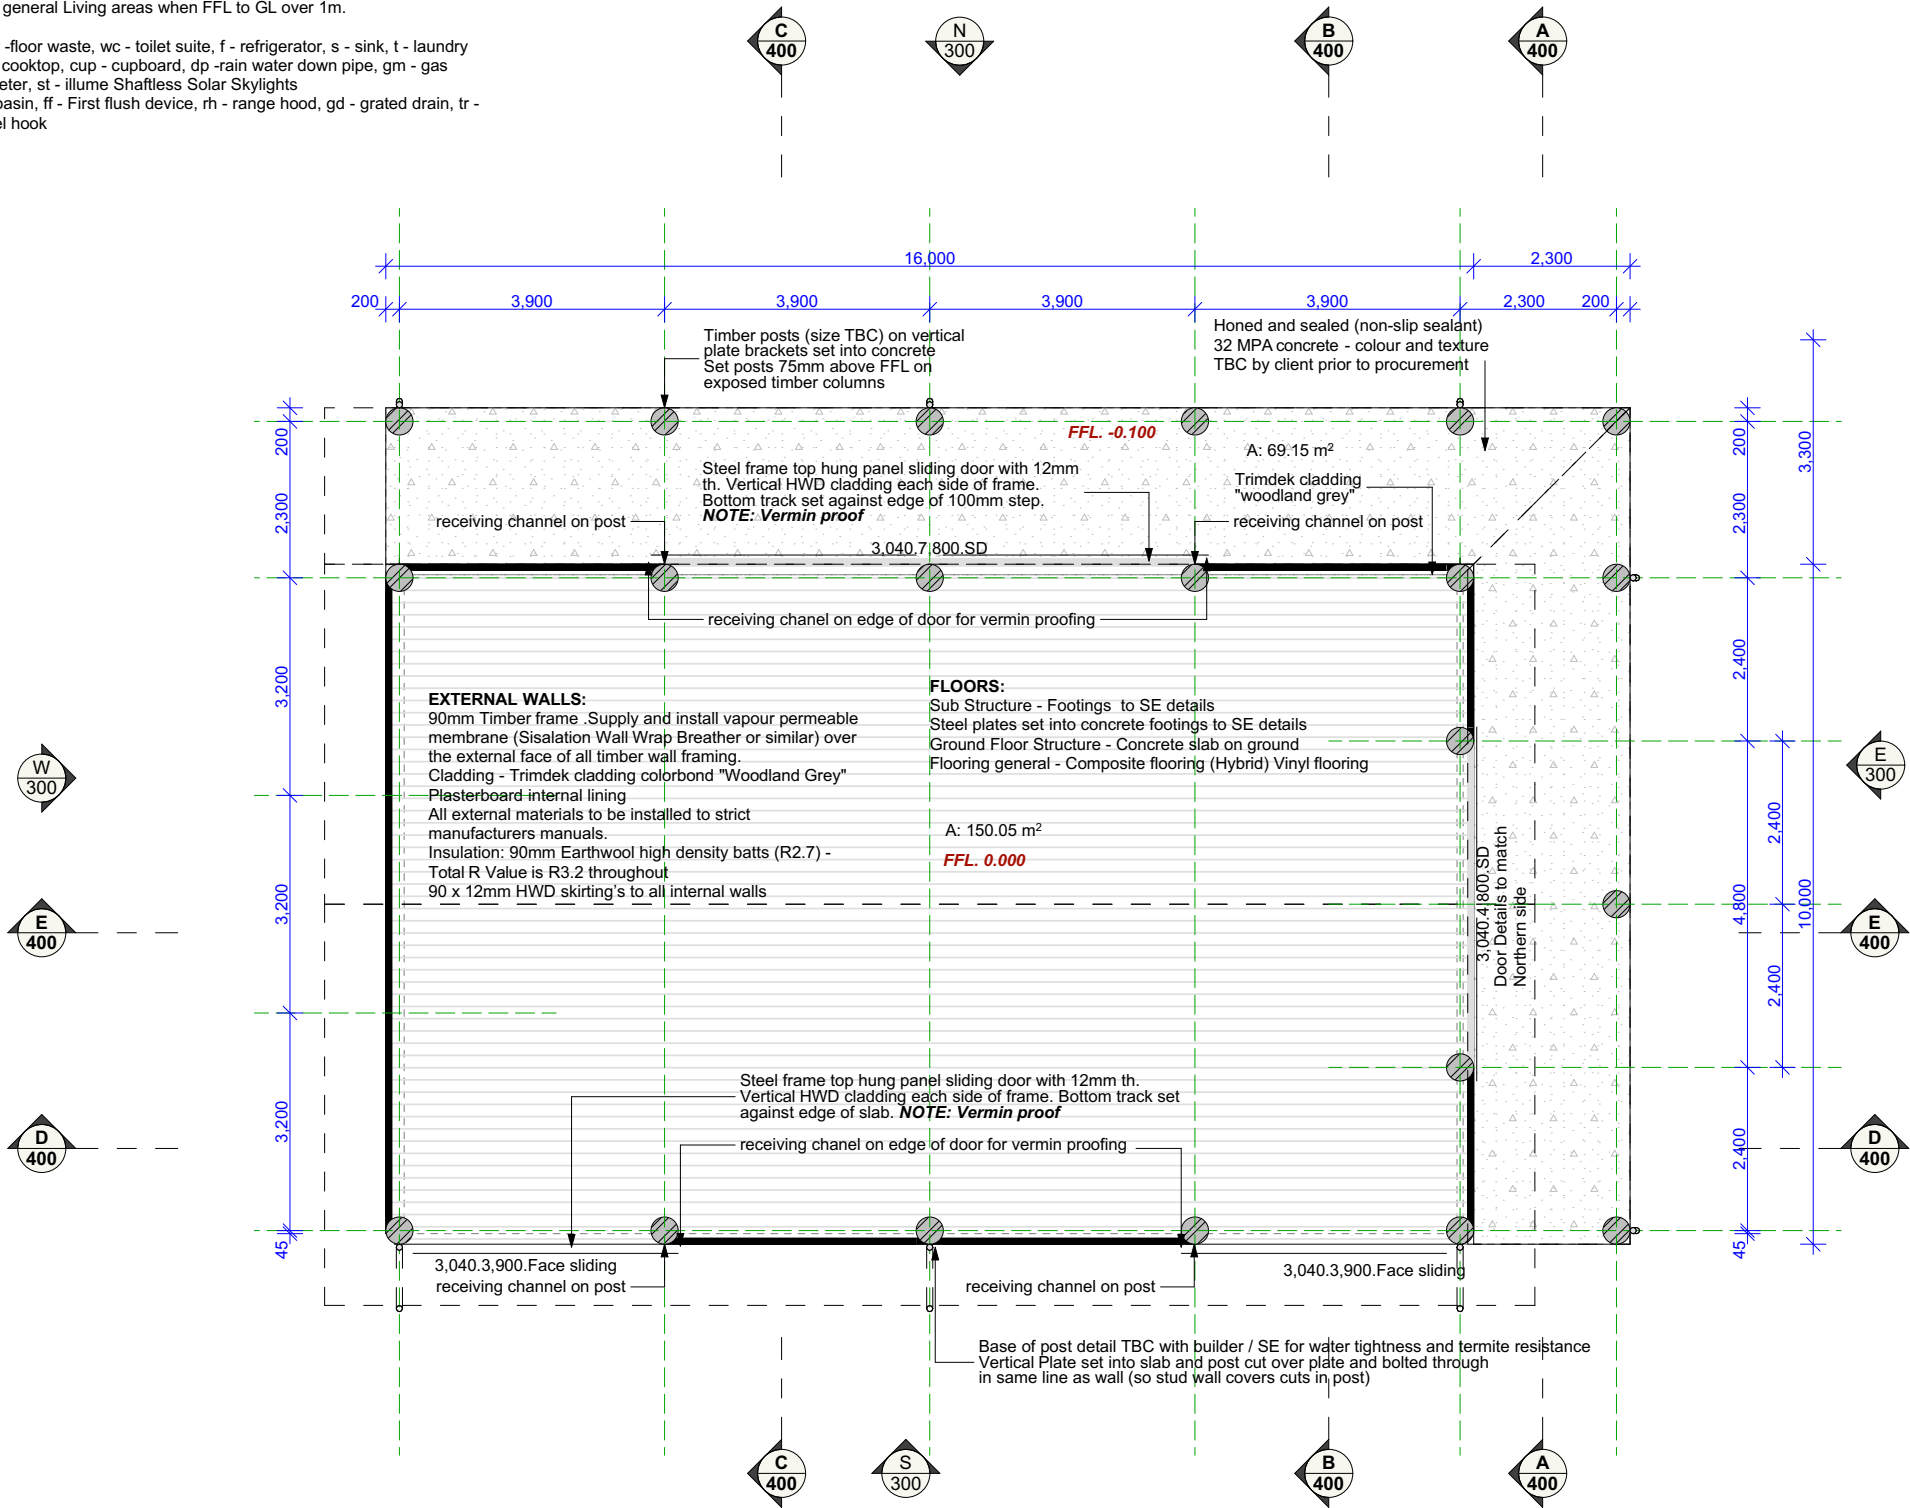 general Living areas when FFL to GL over 1m.
-floor waste, wc - toilet suite, f - refrigerator, s - sink, t - laundry
cooktop, cup - cupboard, dp -rain water down pipe, gm - gas
eter, st - illume Shaftless Solar Skylights
basin, ff - First flush device, rh - range hood, gd - grated drain, tr -
el hook
C
400
N
300
B
400
A
400
16,000
2,300
200
3,900
3,900
3,900
3,900
2,300
200
Timber posts (size TBC) on vertical
plate brackets set into concrete
Set posts 75mm above FFL on
exposed timber columns
Honed and sealed (non-slip sealant)
32 MPA concrete - colour and texture
TBC by client prior to procurement
FFL. -0.100
A: 69.15 m²
Steel frame top hung panel sliding door with 12mm
th. Vertical HWD cladding each side of frame.
Bottom track set against edge of 100mm step.
NOTE: Vermin proof
Trimdek cladding
"woodland grey"
receiving channel on post
receiving channel on post
3,040.7,800.SD
receiving chanel on edge of door for vermin proofing
200
2,300
3,200
3,200
3,200
45
200
2,300
2,400
4,800
2,400
45
2,400
2,400
3,300
10,000
EXTERNAL WALLS:
90mm Timber frame .Supply and install vapour permeable
membrane (Sisalation Wall Wrap Breather or similar) over
the external face of all timber wall framing.
Cladding - Trimdek cladding colorbond "Woodland Grey"
Plasterboard internal lining
All external materials to be installed to strict
manufacturers manuals.
Insulation: 90mm Earthwool high density batts (R2.7) -
Total R Value is R3.2 throughout
90 x 12mm HWD skirting's to all internal walls
FLOORS:
Sub Structure - Footings to SE details
Steel plates set into concrete footings to SE details
Ground Floor Structure - Concrete slab on ground
Flooring general - Composite flooring (Hybrid) Vinyl flooring
A: 150.05 m²
FFL. 0.000
W
300
E
300
3,040.4,800.SD
Door Details to match
Northern side
E
400
E
400
Steel frame top hung panel sliding door with 12mm th.
Vertical HWD cladding each side of frame. Bottom track set
against edge of slab. NOTE: Vermin proof
receiving chanel on edge of door for vermin proofing
D
400
D
400
3,040.3,900.Face sliding
receiving channel on post
receiving channel on post
3,040.3,900.Face sliding
Base of post detail TBC with builder / SE for water tightness and termite resistance
Vertical Plate set into slab and post cut over plate and bolted through
in same line as wall (so stud wall covers cuts in post)
C
400
S
300
B
400
A
400